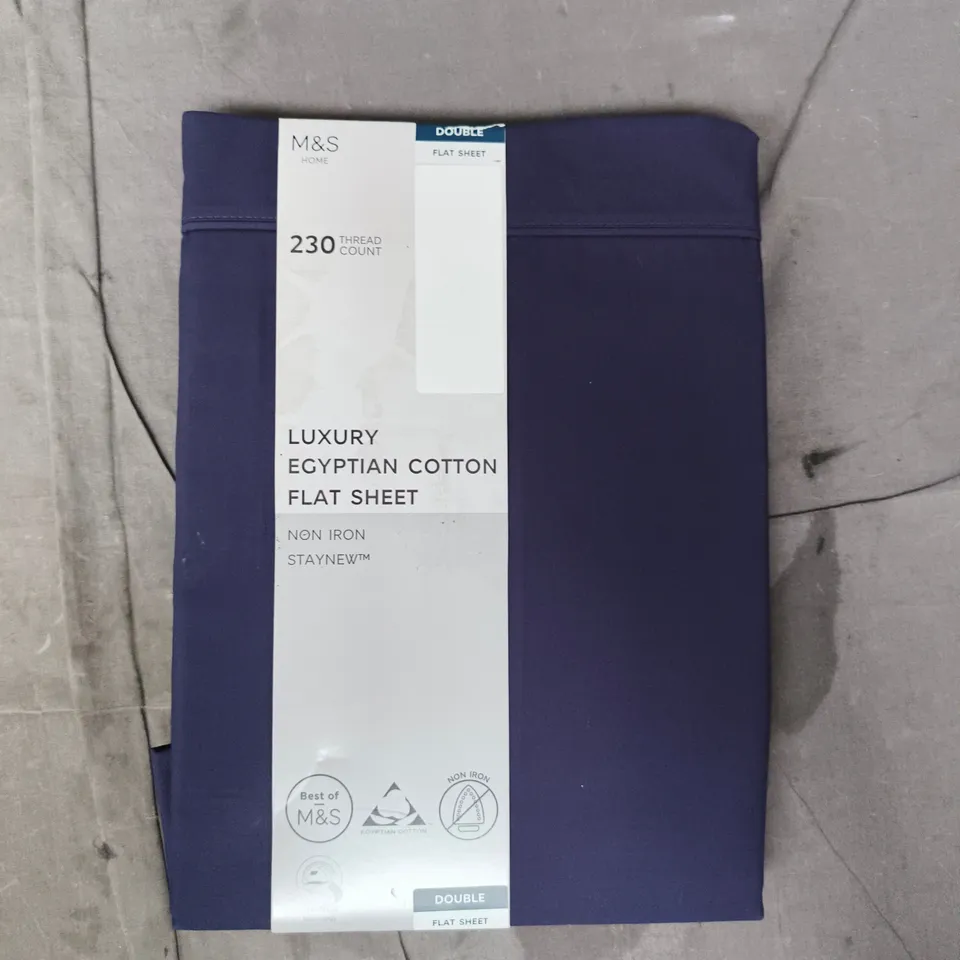 M&S
HOME
DOUBLE
FLAT SHEET
230 THREAD COUNT
LUXURY
EGYPTIAN COTTON
FLAT SHEET
NON IRON
STAYNEW™
Best of
M&S
EGYPTIAN COTTON
NON IRON
DOUBLE
FLAT SHEET